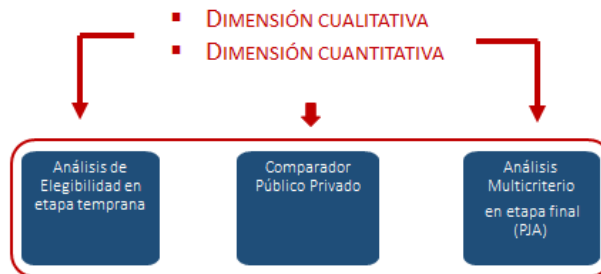 ▪ DIMENSIÓN CUALITATIVA
▪ DIMENSIÓN CUANTITATIVA
Análisis de
Elegibilidad en
etapa temprana
Comparador
Público Privado
Análisis
Multicriterio
en etapa final
(PJA)